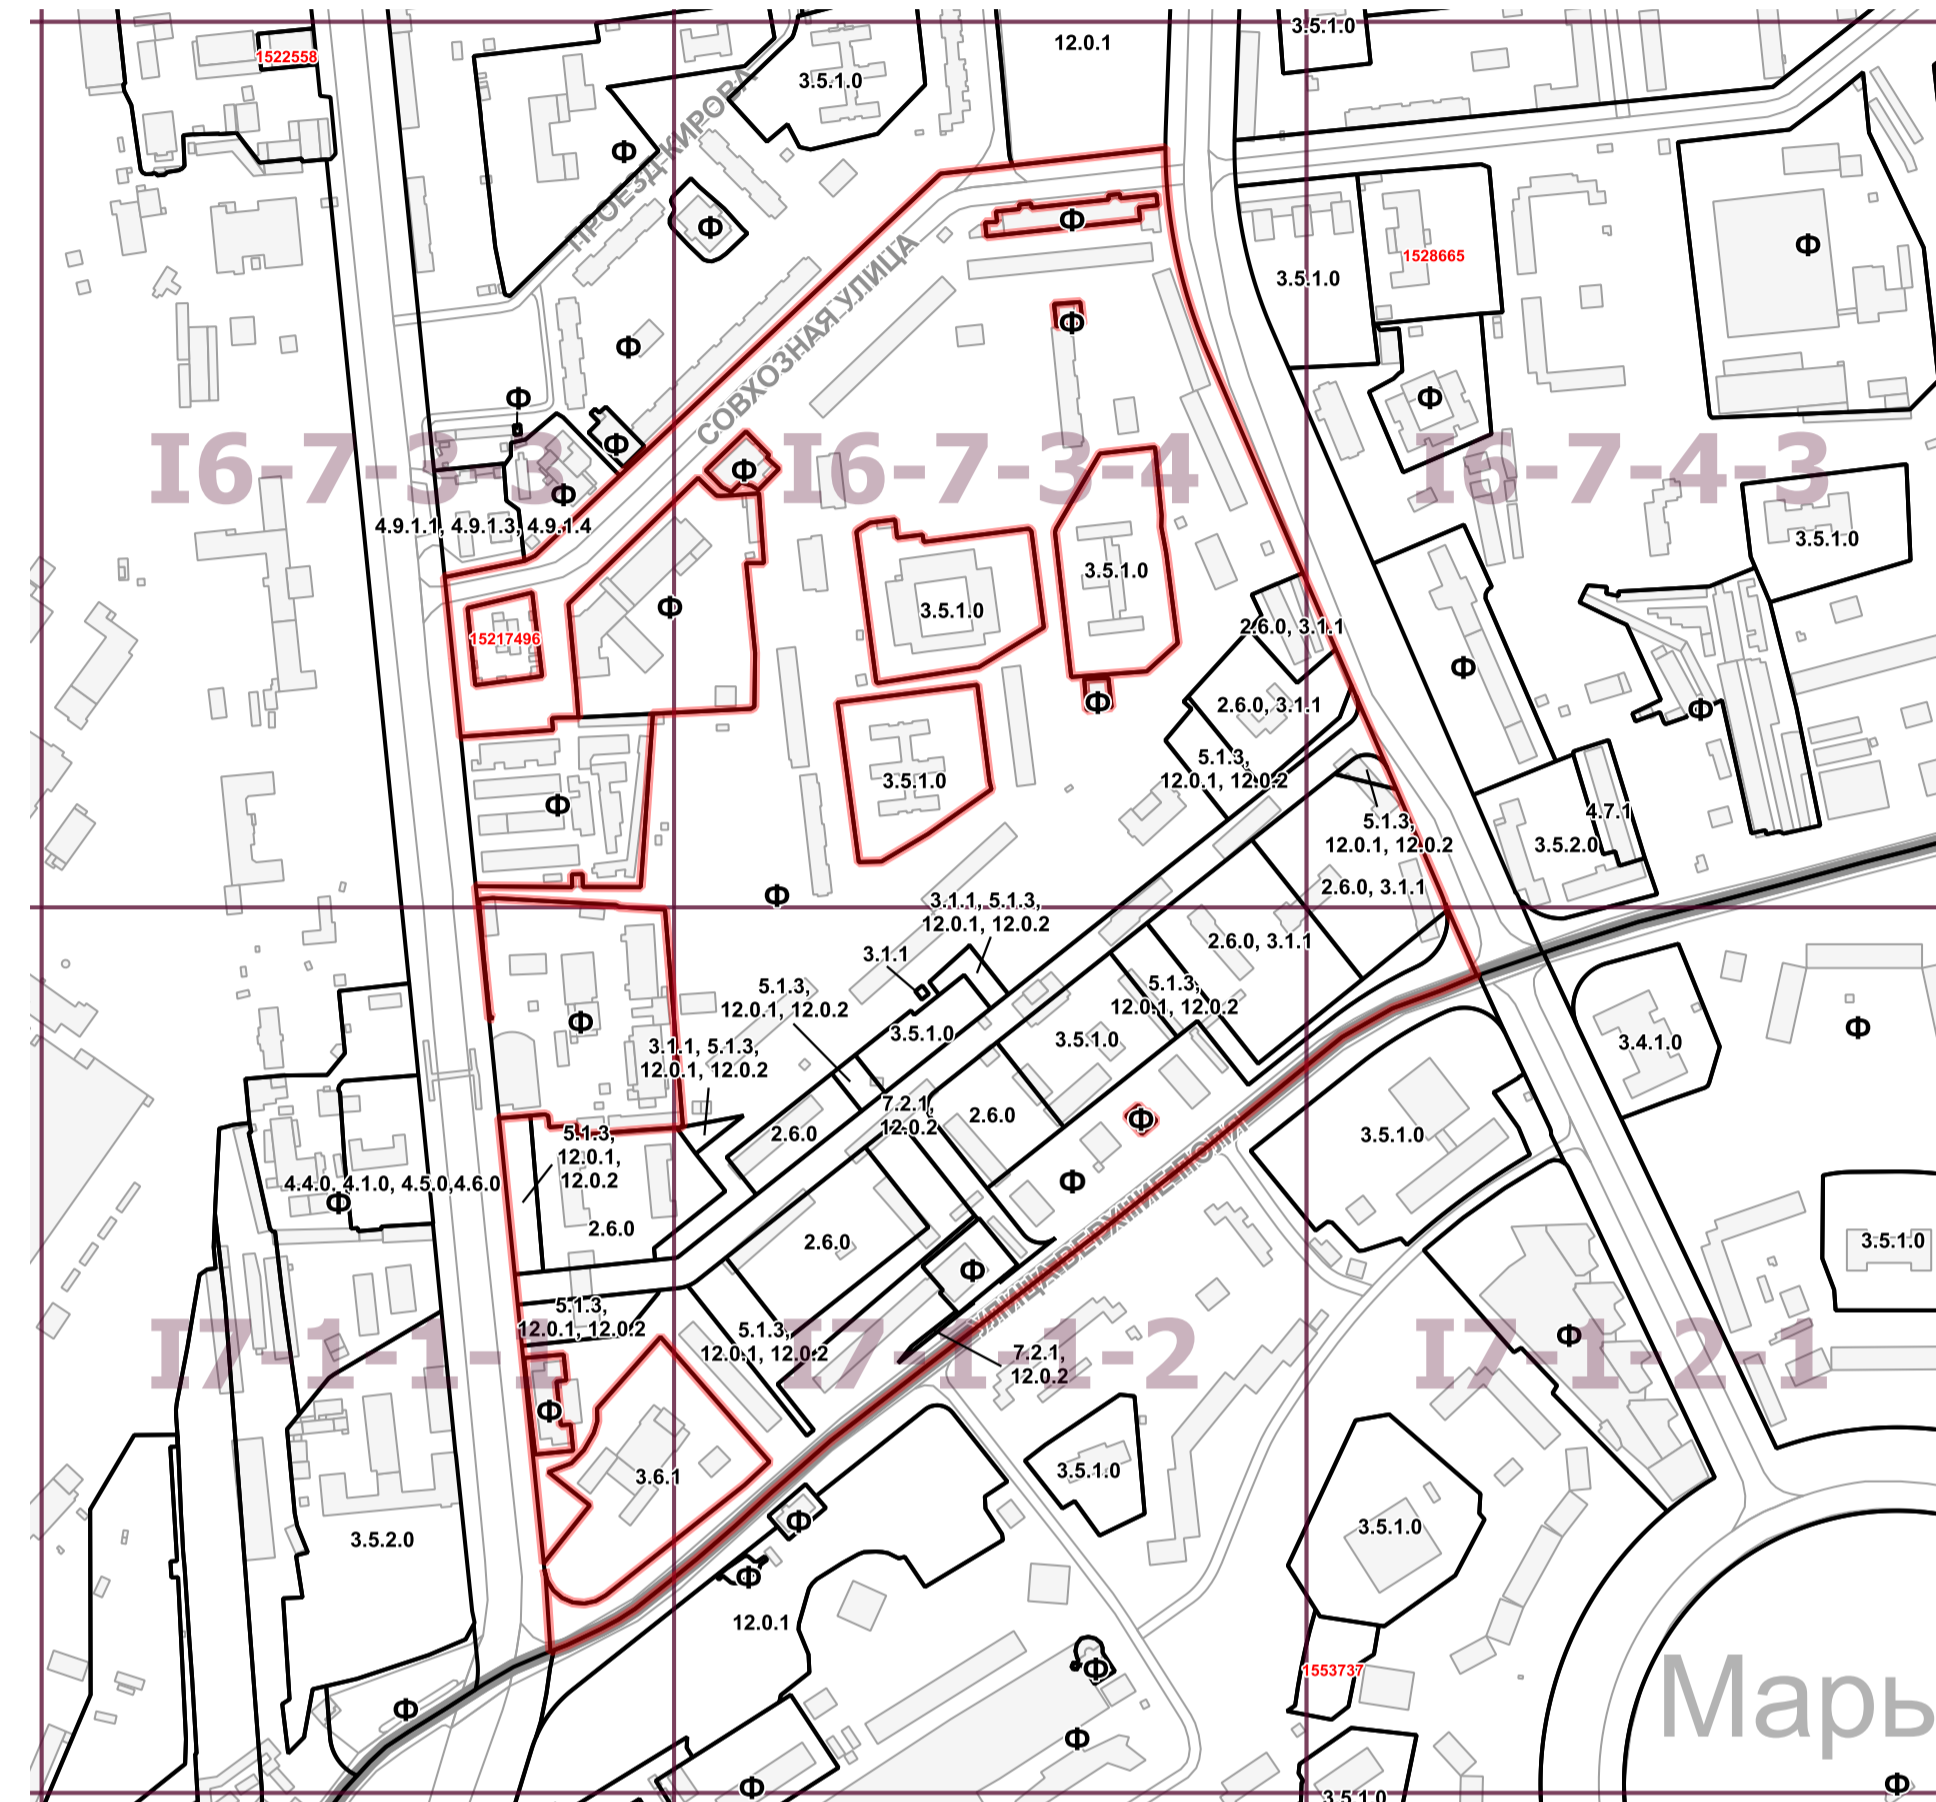 3.5.1.0
12.0.1
1522558
3.5.1.0
ПРОЕЗД КИРОВА
Ф
Ф
Ф
Ф
1528665
СОВХОЗНАЯ УЛИЦА
3.5.1.0
Ф
Ф
Ф
Ф
Ф
I6-7-3-3
I6-7-3-4
I6-7-4-3
Ф
Ф
Ф
4.9.1.1, 4.9.1.3, 4.9.1.4
3.5.1.0
3.5.1.0
3.5.1.0
Ф
15217496
2.6.0, 3.1.1
Ф
Ф
2.6.0, 3.1.1
Ф
5.1.3,
12.0.1, 12.0.2
3.5.1.0
Ф
4.7.1
5.1.3,
12.0.1, 12.0.2
3.5.2.0
2.6.0, 3.1.1
Ф
3.1.1, 5.1.3,
12.0.1, 12.0.2
2.6.0, 3.1.1
3.1.1
5.1.3,
12.0.1, 12.0.2
5.1.3,
12.0.1, 12.0.2
Ф
3.5.1.0
3.5.1.0
3.4.1.0
Ф
3.1.1, 5.1.3,
12.0.1, 12.0.2
7.2.1,
12.0.2
2.6.0
Ф
2.6.0
3.5.1.0
5.1.3,
12.0.1,
12.0.2
4.4.0, 4.1.0, 4.5.0,4.6.0
Ф
Ф
2.6.0
2.6.0
3.5.1.0
Ф
УЛИЦА ВЕРХНИЕ ПОЛЯ
5.1.3,
12.0.1, 12.0.2
5.1.3,
12.0.1, 12.0.2
7.2.1,
12.0.2
Ф
I7-1-1-1
I7-1-1-2
I7-1-2-1
Ф
3.6.1
3.5.1.0
Ф
3.5.1.0
3.5.2.0
Ф
12.0.1
Ф
1553737
Марь
Ф
Ф
Ф
Ф
3.5.1.0